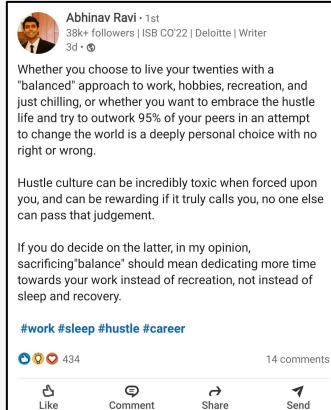 Abhinav Ravi • 1st
38k+ followers | ISB CO'22 | Deloitte | Writer
3d •
Whether you choose to live your twenties with a
"balanced" approach to work, hobbies, recreation, and
just chilling, or whether you want to embrace the hustle
life and try to outwork 95% of your peers in an attempt
to change the world is a deeply personal choice with no
right or wrong.
Hustle culture can be incredibly toxic when forced upon
you, and can be rewarding if it truly calls you, no one else
can pass that judgement.
If you do decide on the latter, in my opinion,
sacrificing"balance" should mean dedicating more time
towards your work instead of recreation, not instead of
sleep and recovery.
#work #sleep #hustle #career
434 14 comments
Like Comment Share Send